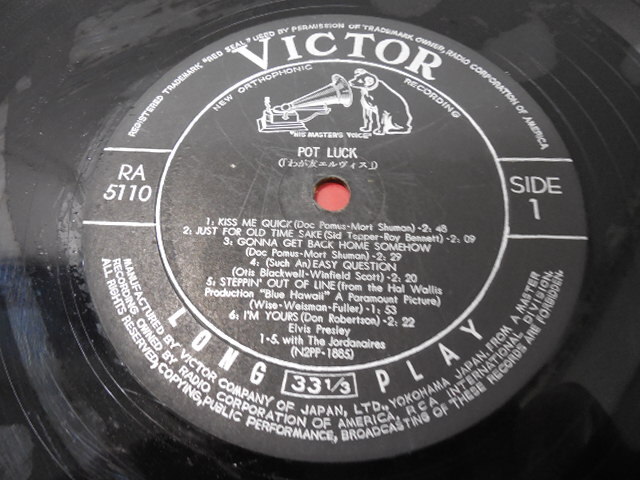 REGISTERED TRADEMARK "RED SEAL" USED BY PERMISSION OF TRADEMARK OWNER, RADIO CORPORATION OF AMERICA
VICTOR
NEW ORTHOPHONIC RECORDING
"HIS MASTER'S VOICE"
POT LUCK
(「わが友エルヴィス」)
RA
5110
SIDE
1
1: KISS ME QUICK (Doc Pomus-Mort Shuman) -2: 48
2: JUST FOR OLD TIME SAKE (Sid Tepper-Roy Bennett) -2: 09
3: GONNA GET BACK HOME SOMEHOW
(Doc Pomus-Mort Shuman) -2: 29
4: (Such An) EASY QUESTION
(Otis Blackwell-Winfield Scott) -2: 20
5: STEPPIN' OUT OF LINE (from the Hal Wallis
Production "Blue Hawaii" A Paramount Picture)
(Wise-Weisman-Fuller) -1: 53
6: I'M YOURS (Don Robertson) -2: 22
Elvis Presley
1-5. with The Jordanaires
(N2PP-1885)
LONG 33 1/3 PLAY
MANUFACTURED BY VICTOR COMPANY OF JAPAN, LTD., YOKOHAMA, JAPAN, FROM A MASTER
RECORDING OWNED BY RADIO CORPORATION OF AMERICA, RCA INTERNATIONAL DIVISION.
ALL RIGHTS RESERVED, COPYING, PUBLIC PERFORMANCE, BROADCASTING OF THESE RECORDS ARE FORBIDDEN.